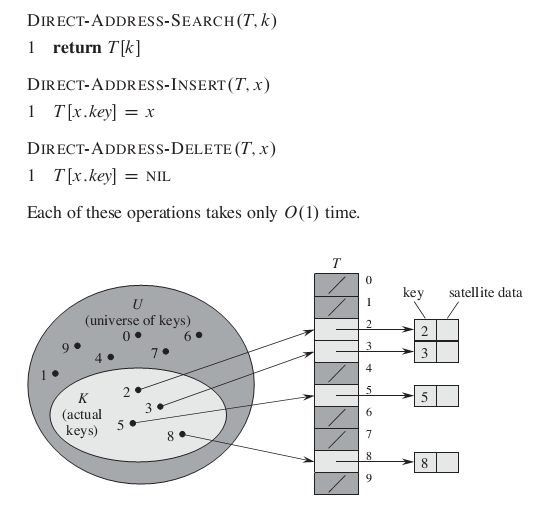 DIRECT-ADDRESS-SEARCH(T, k)
1 return T[k]
DIRECT-ADDRESS-INSERT(T, x)
1 T[x.key] = x
DIRECT-ADDRESS-DELETE(T, x)
1 T[x.key] = NIL
Each of these operations takes only O(1) time.
T
U
(universe of keys)
0
6
9
4
7
1
K
(actual
keys)
2
3
5
8
0
1
2
3
4
5
6
7
8
9
key
satellite data
2
3
5
8